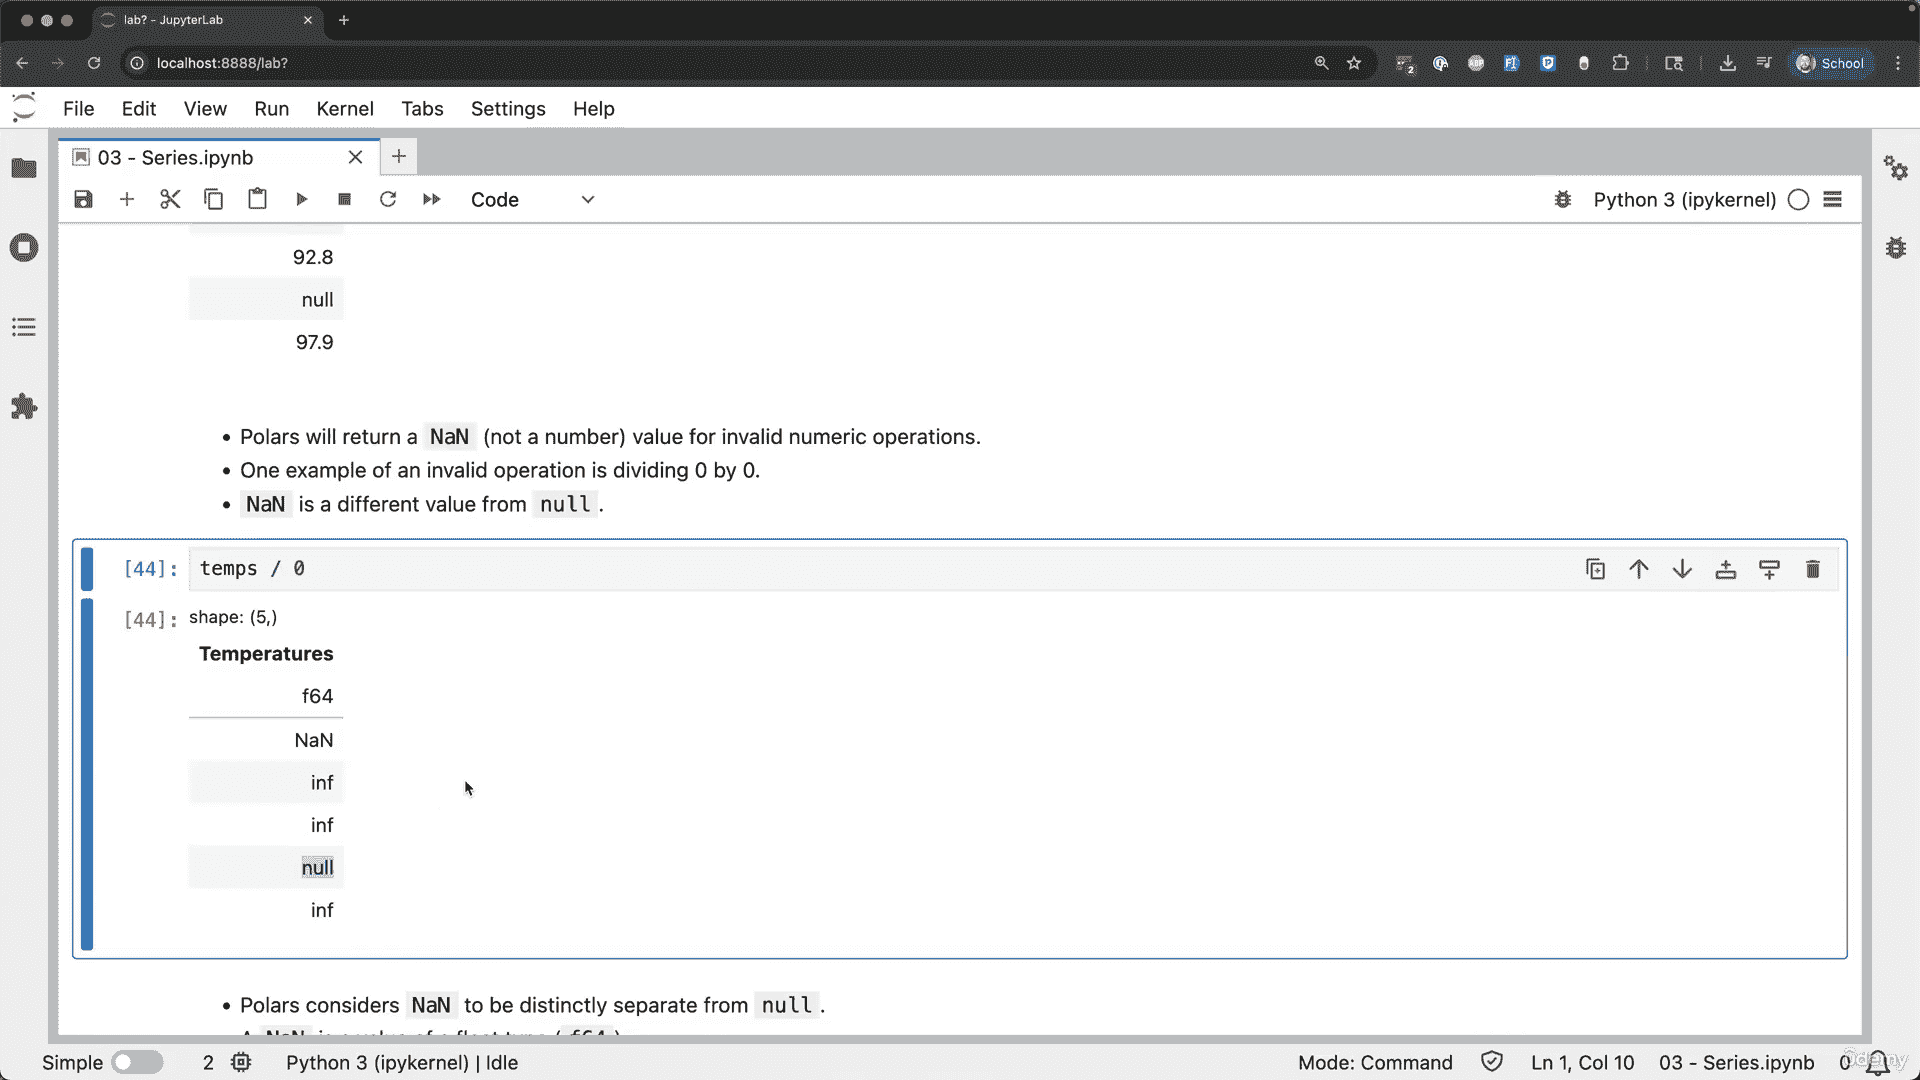 lab? - JupyterLab
localhost:8888/lab?
2
ABP
School
File Edit View Run Kernel Tabs Settings Help
03 - Series.ipynb
Code
Python 3 (ipykernel)
92.8
null
97.9
• Polars will return a NaN (not a number) value for invalid numeric operations.
• One example of an invalid operation is dividing 0 by 0.
• NaN is a different value from null.
[44]: temps / 0
[44]: shape: (5,)
Temperatures
f64
NaN
inf
inf
null
inf
• Polars considers NaN to be distinctly separate from null.
Simple 2 Python 3 (ipykernel) | Idle Mode: Command Ln 1, Col 10 03 - Series.ipynb 0
Udemy